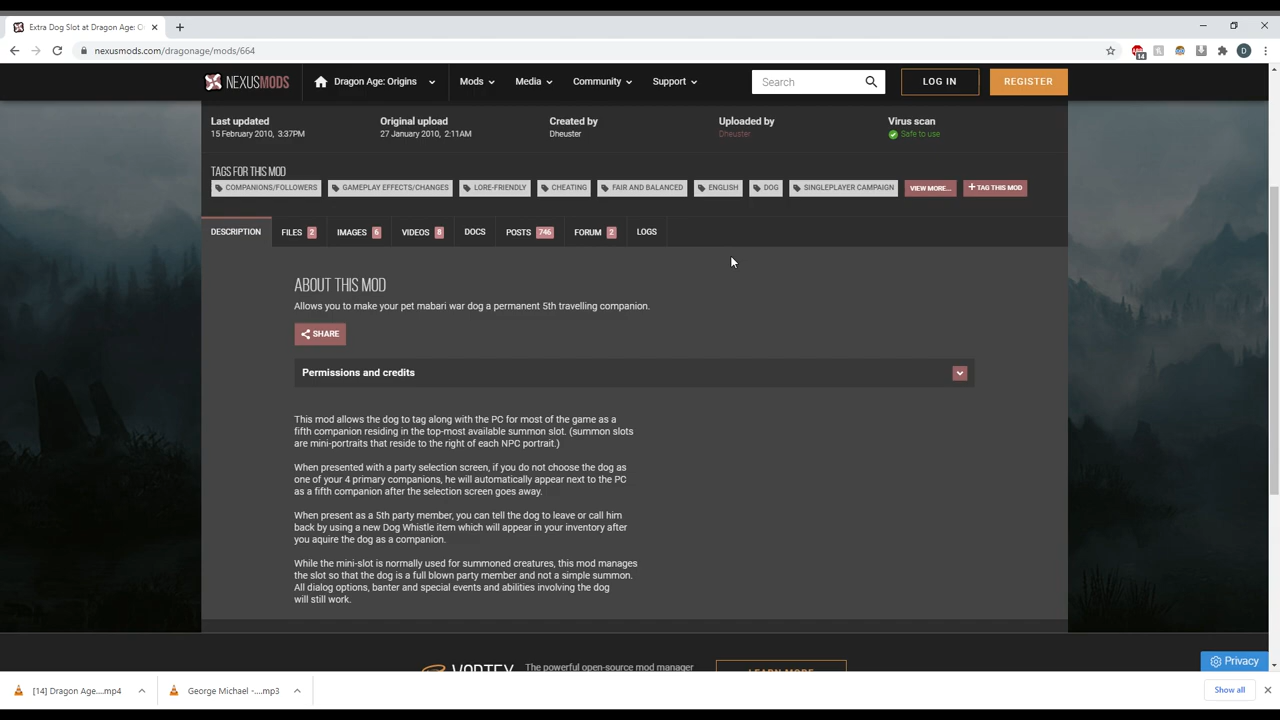 Extra Dog Slot at Dragon Age: O
nexusmods.com/dragonage/mods/664
14
D
NEXUSMODS
Dragon Age: Origins
Mods
Media
Community
Support
Search
LOG IN
REGISTER
Last updated
15 February 2010, 3:37PM
Original upload
27 January 2010, 2:11AM
Created by
Dheuster
Uploaded by
Dheuster
Virus scan
Safe to use
TAGS FOR THIS MOD
COMPANIONS/FOLLOWERS
GAMEPLAY EFFECTS/CHANGES
LORE-FRIENDLY
CHEATING
FAIR AND BALANCED
ENGLISH
DOG
SINGLEPLAYER CAMPAIGN
VIEW MORE...
+ TAG THIS MOD
DESCRIPTION
FILES 2
IMAGES 6
VIDEOS 8
DOCS
POSTS 746
FORUM 2
LOGS
ABOUT THIS MOD
Allows you to make your pet mabari war dog a permanent 5th travelling companion.
SHARE
Permissions and credits
This mod allows the dog to tag along with the PC for most of the game as a
fifth companion residing in the top-most available summon slot. (summon slots
are mini-portraits that reside to the right of each NPC portrait.)
When presented with a party selection screen, if you do not choose the dog as
one of your 4 primary companions, he will automatically appear next to the PC
as a fifth companion after the selection screen goes away.
When present as a 5th party member, you can tell the dog to leave or call him
back by using a new Dog Whistle item which will appear in your inventory after
you aquire the dog as a companion.
While the mini-slot is normally used for summoned creatures, this mod manages
the slot so that the dog is a full blown party member and not a simple summon.
All dialog options, banter and special events and abilities involving the dog
will still work.
VORTEX
The powerful open-source mod manager
LEARN MORE
Privacy
[14] Dragon Age....mp4
George Michael -....mp3
Show all